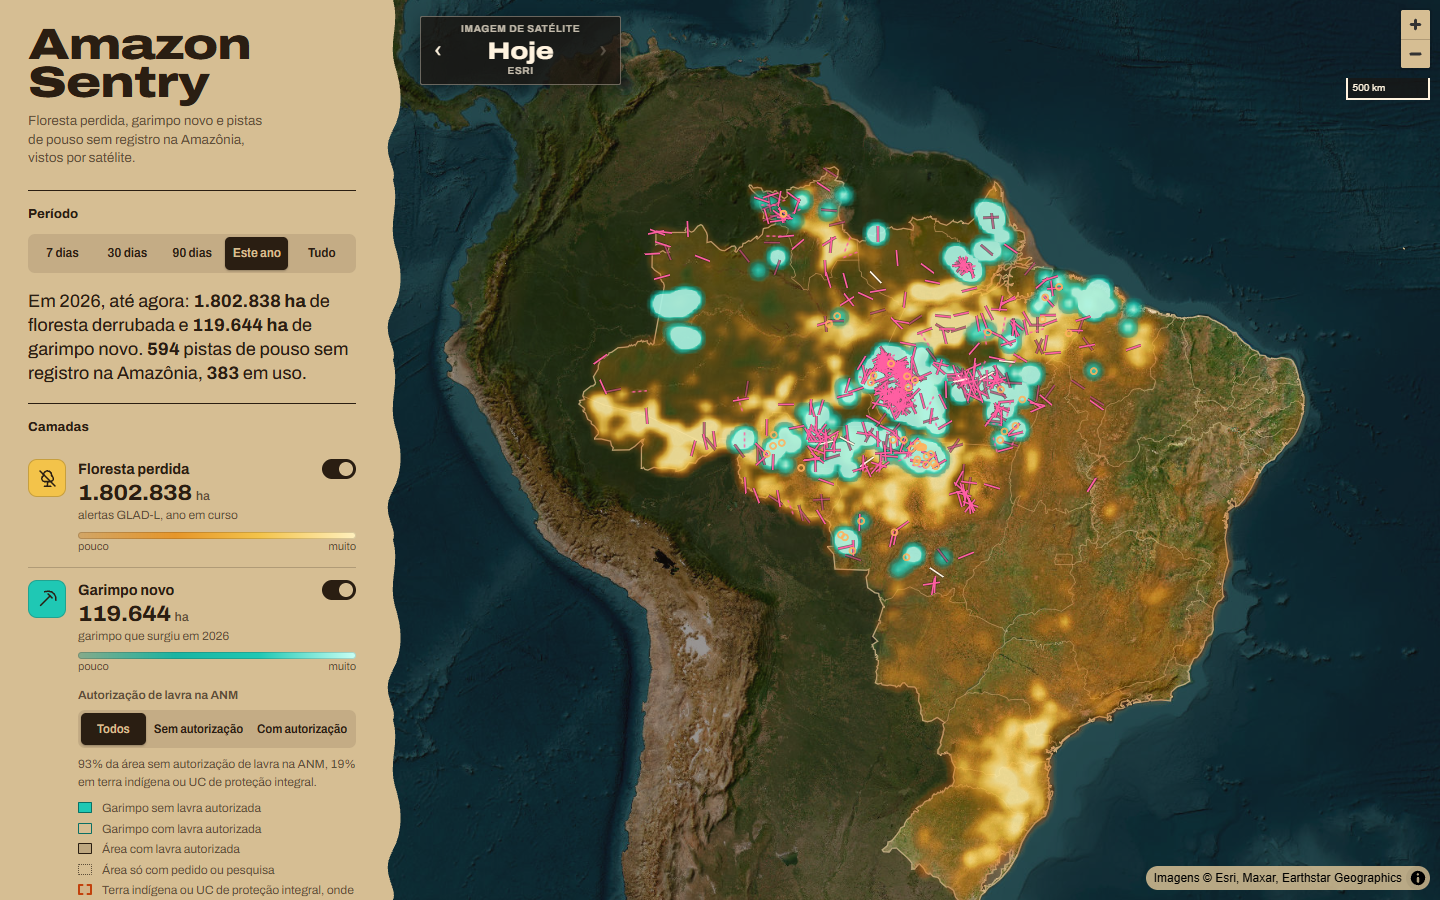 Amazon
Sentry
Floresta perdida, garimpo novo e pistas
de pouso sem registro na Amazônia,
vistos por satélite.
Período
7 dias
30 dias
90 dias
Este ano
Tudo
Em 2026, até agora: 1.802.838 ha de
floresta derrubada e 119.644 ha de
garimpo novo. 594 pistas de pouso sem
registro na Amazônia, 383 em uso.
Camadas
Floresta perdida
1.802.838 ha
alertas GLAD-L, ano em curso
pouco
muito
Garimpo novo
119.644 ha
garimpo que surgiu em 2026
pouco
muito
Autorização de lavra na ANM
Todos
Sem autorização
Com autorização
93% da área sem autorização de lavra na ANM, 19%
em terra indígena ou UC de proteção integral.
Garimpo sem lavra autorizada
Garimpo com lavra autorizada
Área com lavra autorizada
Área só com pedido ou pesquisa
Terra indígena ou UC de proteção integral, onde
IMAGEM DE SATÉLITE
Hoje
ESRI
500 km
Imagens © Esri, Maxar, Earthstar Geographics